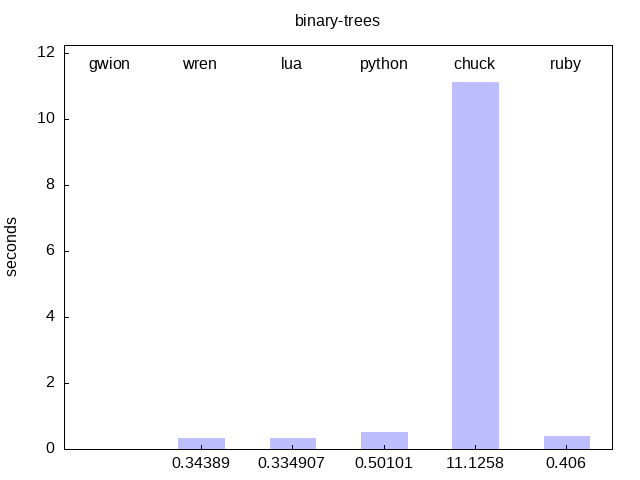 binary-trees
12
gwion wren lua python chuck ruby
10
8
6
seconds
4
2
0
0.34389 0.334907 0.50101 11.1258 0.406